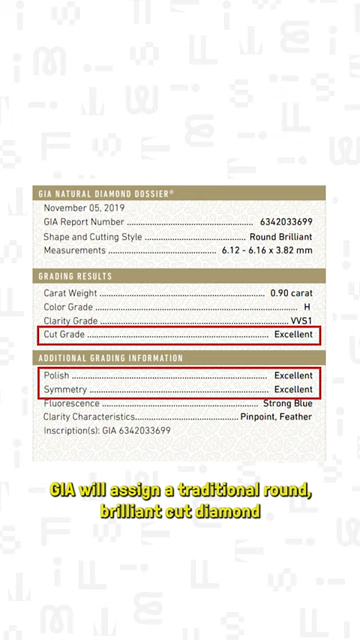 GIA NATURAL DIAMOND DOSSIER®
November 05, 2019
GIA Report Number ........ 6342033699
Shape and Cutting Style ........ Round Brilliant
Measurements ........ 6.12 - 6.16 x 3.82 mm
GRADING RESULTS
Carat Weight ........ 0.90 carat
Color Grade ........ H
Clarity Grade ........ VVS1
Cut Grade ........ Excellent
ADDITIONAL GRADING INFORMATION
Polish ........ Excellent
Symmetry ........ Excellent
Fluorescence ........ Strong Blue
Clarity Characteristics ........ Pinpoint, Feather
Inscription(s): GIA 6342033699
GIA will assign a traditional round,
brilliant cut diamond